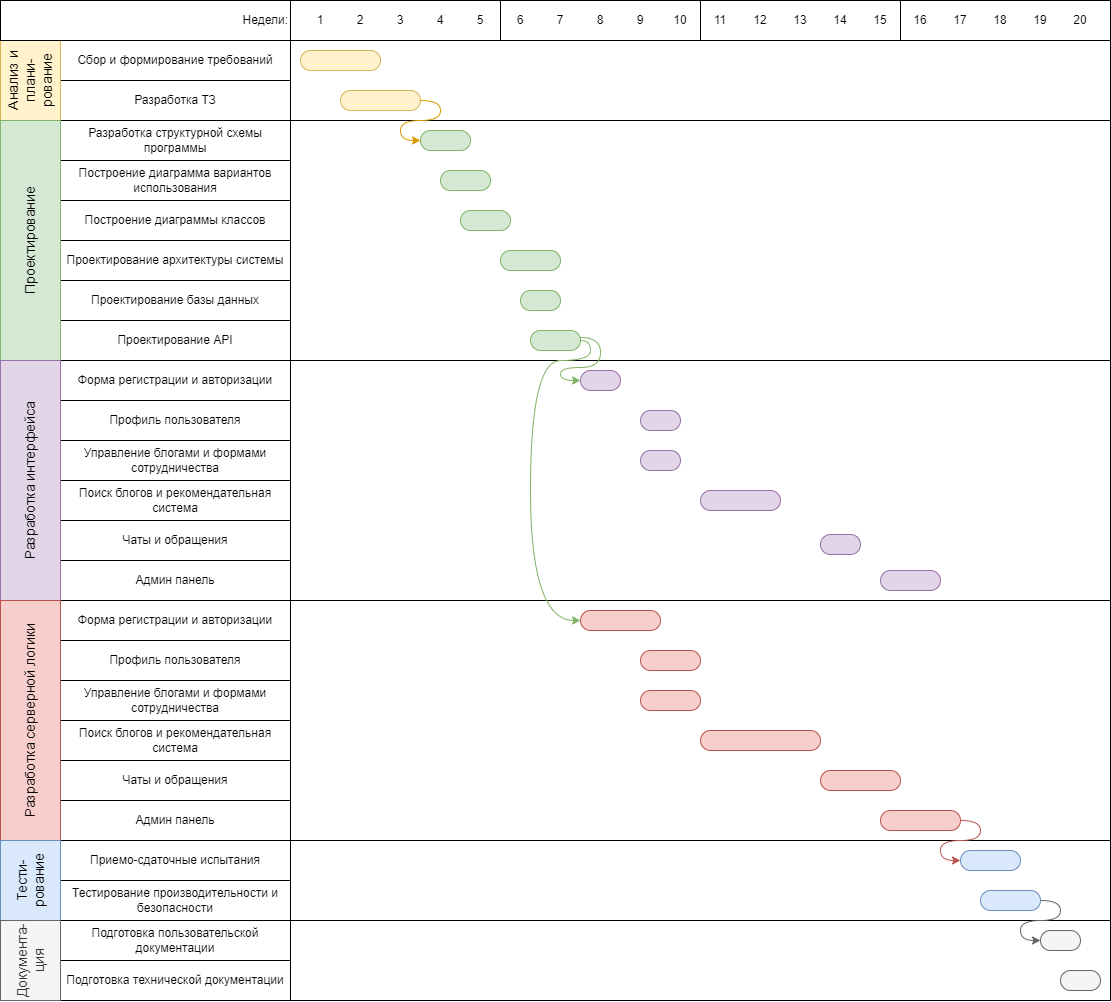 Недели: 1 2 3 4 5 6 7 8 9 10 11 12 13 14 15 16 17 18 19 20
Анализ и
плани-
рование
Сбор и формирование требований
Разработка ТЗ
Проектирование
Разработка структурной схемы
программы
Построение диаграмма вариантов
использования
Построение диаграммы классов
Проектирование архитектуры системы
Проектирование базы данных
Проектирование API
Разработка интерфейса
Форма регистрации и авторизации
Профиль пользователя
Управление блогами и формами
сотрудничества
Поиск блогов и рекомендательная
система
Чаты и обращения
Админ панель
Разработка серверной логики
Форма регистрации и авторизации
Профиль пользователя
Управление блогами и формами
сотрудничества
Поиск блогов и рекомендательная
система
Чаты и обращения
Админ панель
Тести-
рование
Приемо-сдаточные испытания
Тестирование производительности и
безопасности
Документа-
ция
Подготовка пользовательской
документации
Подготовка технической документации